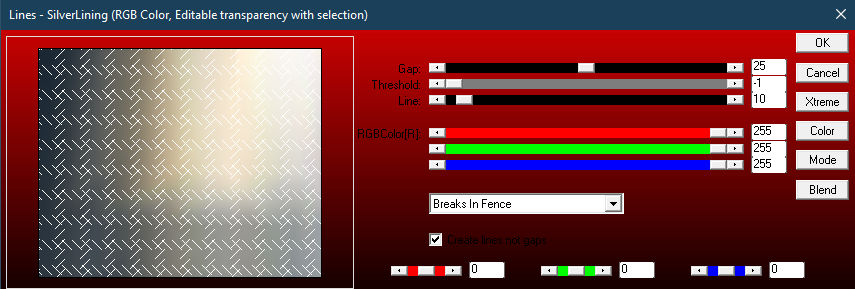 Lines - SilverLining (RGB Color, Editable transparency with selection)
OK
Gap: 25
Cancel
Threshold: -1
Line: 10
Xtreme
RGBColor[R]: 255
Color
255
255
Mode
Blend
Breaks In Fence
Create lines not gaps
0 0 0